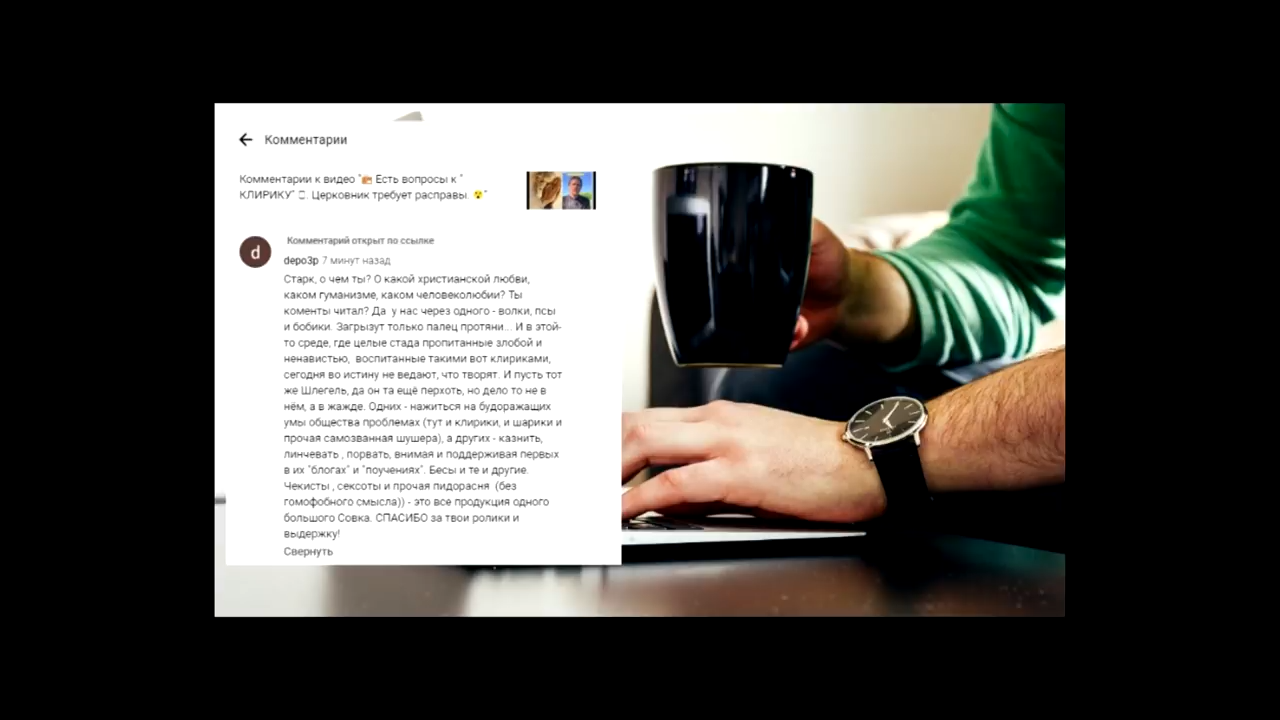 Комментарии
Комментарии к видео "📻 Есть вопросы к "
КЛИРИКУ" ▯. Церковник требует расправы. 😲"
Комментарий открыт по ссылке
d
depo3p 7 минут назад
Старк, о чем ты? О какой христианской любви,
каком гуманизме, каком человеколюбии? Ты
коменты читал? Да у нас через одного - волки, псы
и бобики. Загрызут только палец протяни... И в этой-
то среде, где целые стада пропитанные злобой и
ненавистью, воспитанные такими вот клириками,
сегодня во истину не ведают, что творят. И пусть тот
же Шлегель, да он та ещё перхоть, но дело то не в
нём, а в жажде. Одних - нажиться на будоражащих
умы общества проблемах (тут и клирики, и шарики и
прочая самозванная шушера), а других - казнить,
линчевать , порвать, внимая и поддерживая первых
в их "блогах" и "поучениях". Бесы и те и другие.
Чекисты , сексоты и прочая пидорасня (без
гомофобного смысла)) - это все продукция одного
большого Совка. СПАСИБО за твои ролики и
выдержку!
Свернуть